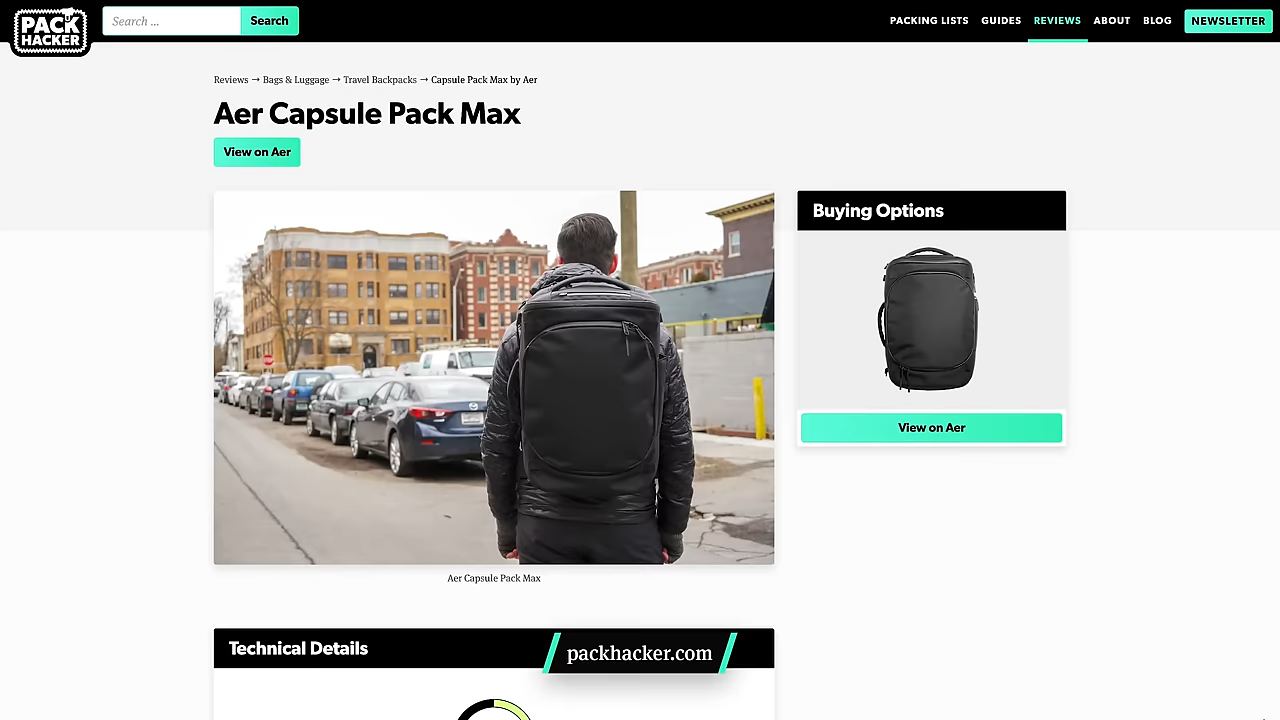 PACK
HACKER
Search ...
Search
PACKING LISTS
GUIDES
REVIEWS
ABOUT
BLOG
NEWSLETTER
Reviews → Bags & Luggage → Travel Backpacks → Capsule Pack Max by Aer
Aer Capsule Pack Max
View on Aer
Buying Options
View on Aer
Aer Capsule Pack Max
Technical Details
packhacker.com